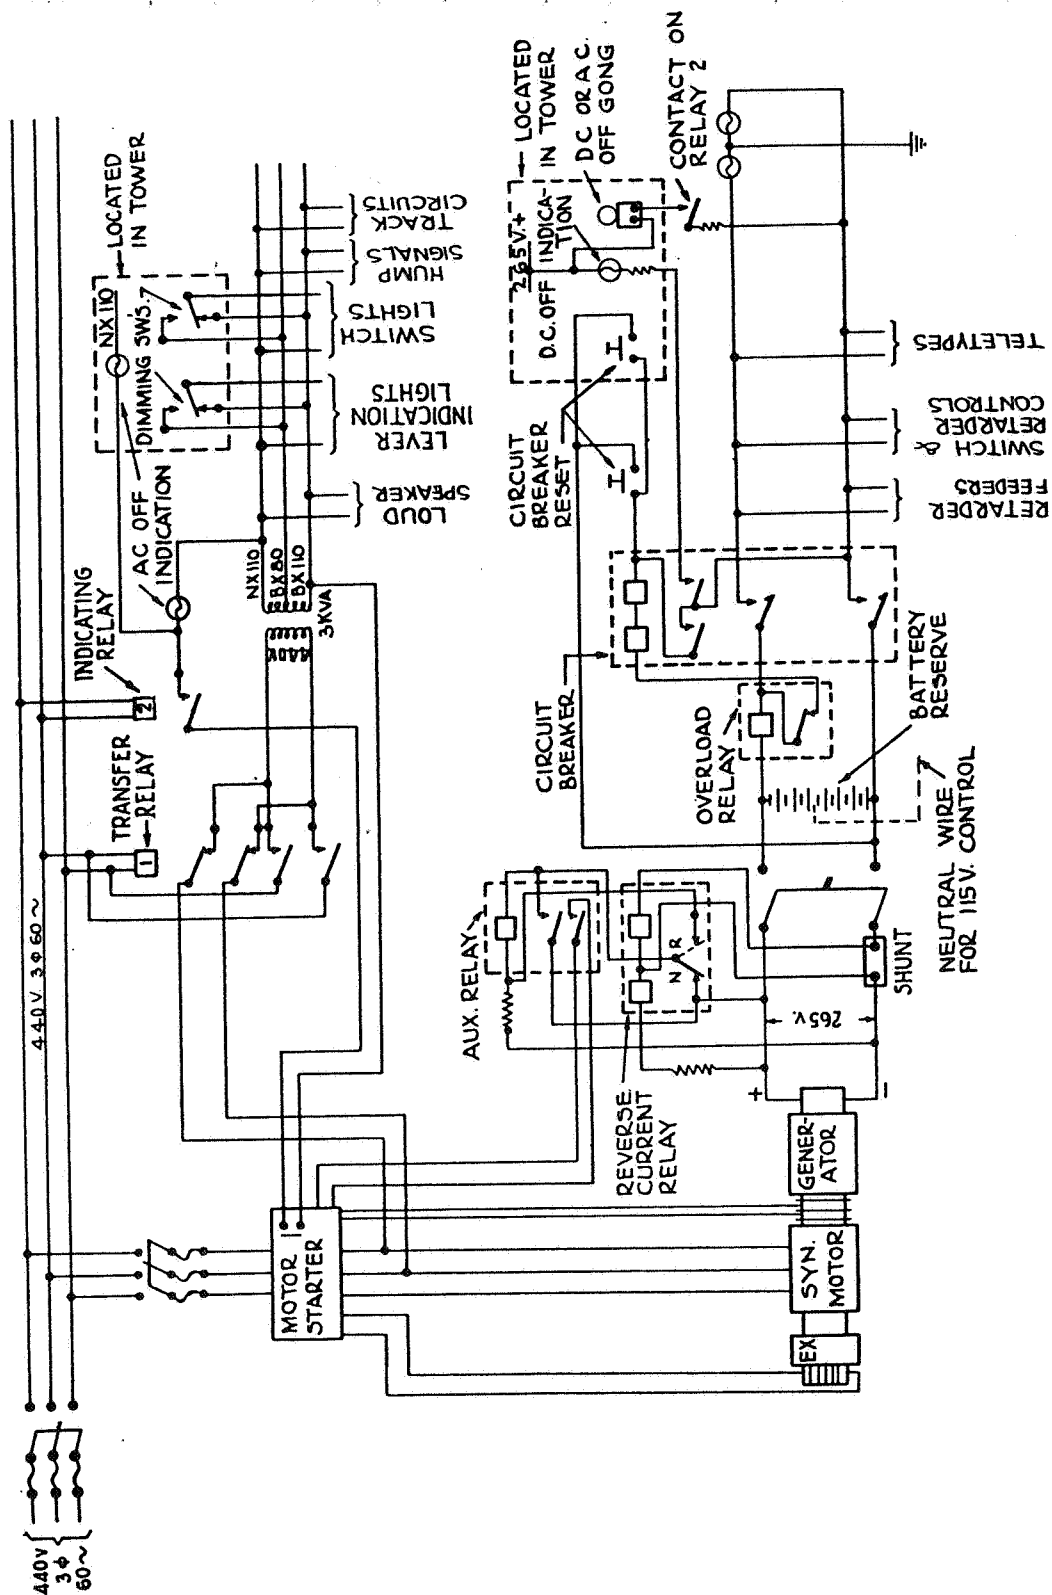 440V
3ϕ
60~
440V. 3ϕ 60~
TRANSFER
RELAY
1
INDICATING
RELAY
2
AC OFF
INDICATION
LOCATED
IN TOWER
NX110
DIMMING SWS.
NX110
BX80
BX110
440V
3KVA
LOUD
SPEAKER
LEVER
INDICATION
LIGHTS
SWITCH
LIGHTS
HUMP
SIGNALS
TRACK
CIRCUITS
MOTOR
STARTER
AUX. RELAY
REVERSE
CURRENT
RELAY
N
R
EX
SYN.
MOTOR
GENER-
ATOR
+
–
265V.
SHUNT
NEUTRAL WIRE
FOR 115V. CONTROL
BATTERY
RESERVE
OVERLOAD
RELAY
CIRCUIT
BREAKER
CIRCUIT
BREAKER
RESET
LOCATED
IN TOWER
265V.+
D.C. OFF INDICA-
TION
DC OR A C.
OFF GONG
CONTACT ON
RELAY 2
RETARDER
FEEDERS
SWITCH &
RETARDER
CONTROLS
TELETYPES